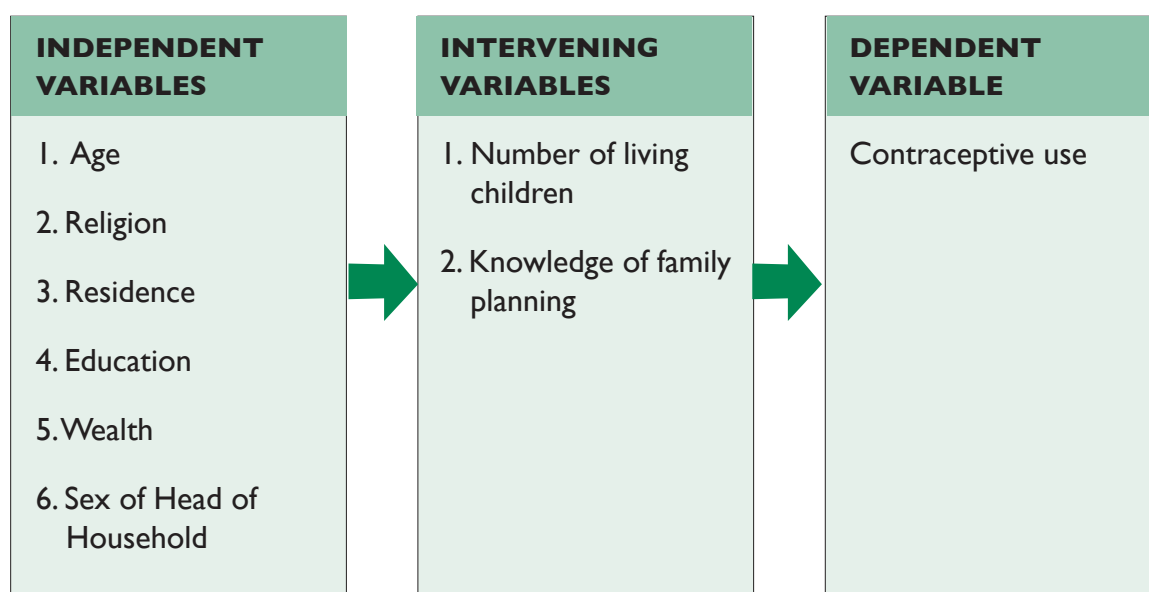 INDEPENDENT
VARIABLES
1. Age
2. Religion
3. Residence
4. Education
5. Wealth
6. Sex of Head of
Household
INTERVENING
VARIABLES
1. Number of living
children
2. Knowledge of family
planning
DEPENDENT
VARIABLE
Contraceptive use